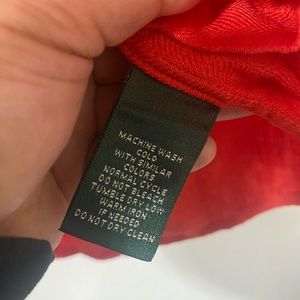 MACHINE WASH
COLD
WITH SIMILAR
COLORS
NORMAL CYCLE
DO NOT BLEACH
TUMBLE DRY LOW
WARM IRON
IF NEEDED
DO NOT DRY CLEAN